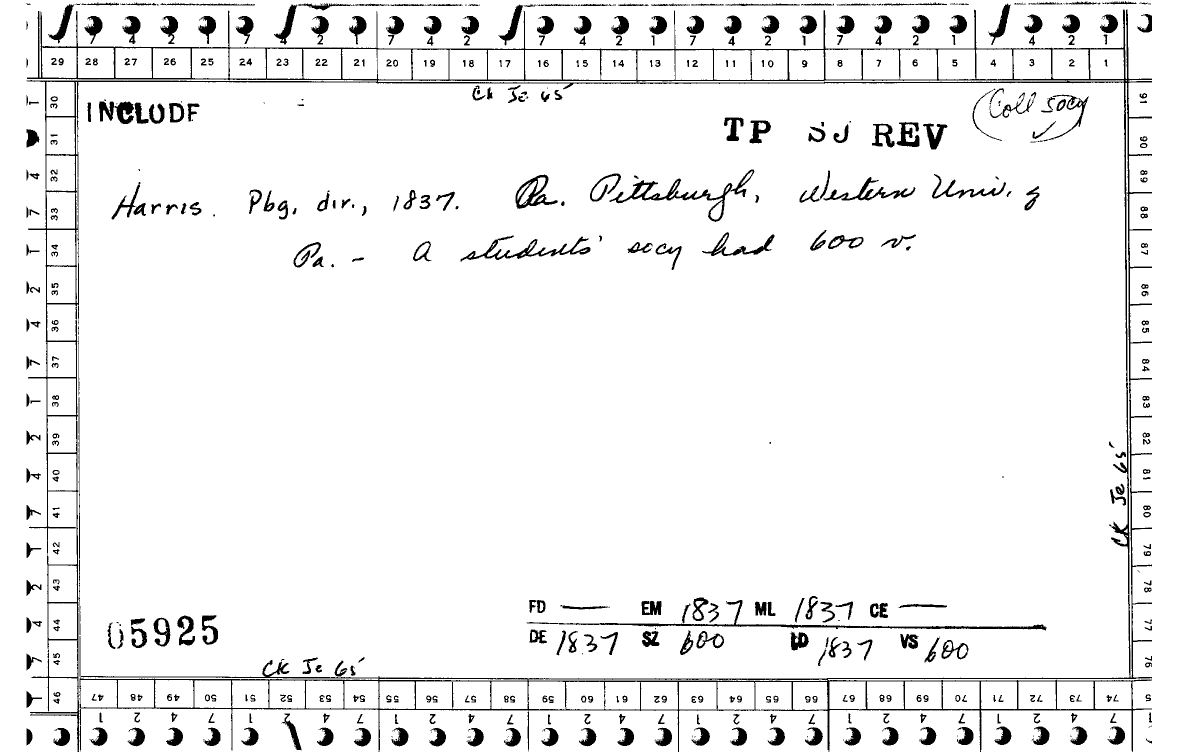 7 4 2 1 7 4 2 1 7 4 2 1 7 4 2 1 7 4 2 1 7 4 2 1 7 4 2 1
29 28 27 26 25 24 23 22 21 20 19 18 17 16 15 14 13 12 11 10 9 8 7 6 5 4 3 2 1
CK Je 65
INCLUDE
Coll socy ✓
TP SJ REV
Harris. Pbg. dir., 1837. Pa. Pittsburgh, Western Univ. of
Pa. - A students' socy had 600 v.
30 31 32 33 34 35 36 37 38 39 40 41 42 43 44 45 46
91 90 89 88 87 86 85 84 83 82 81 80 79 78 77 76
CK Je 65
FD — EM 1837 ML 1837 CE —
DE 1837 SZ 600 LD 1837 VS 600
05925
CK Je 65
47 48 49 50 51 52 53 54 55 56 57 58 59 60 61 62 63 64 65 66 67 68 69 70 71 72 73 74
1 2 4 7 1 2 4 7 1 2 4 7 1 2 4 7 1 2 4 7 1 2 4 7 1 2 4 7